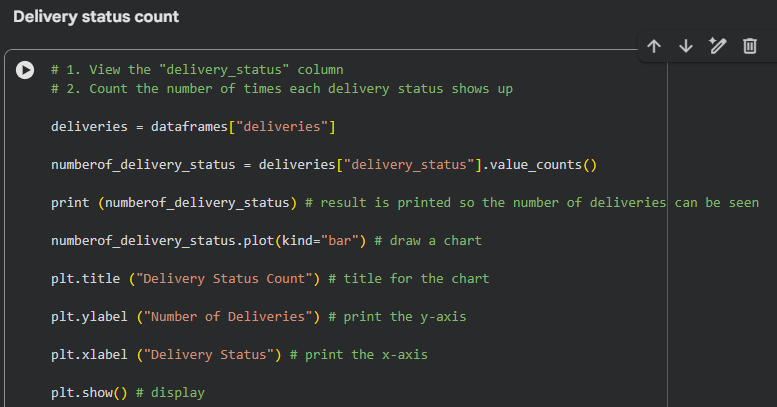 Delivery status count
# 1. View the "delivery_status" column
# 2. Count the number of times each delivery status shows up
deliveries = dataframes["deliveries"]
numberof_delivery_status = deliveries["delivery_status"].value_counts()
print (numberof_delivery_status) # result is printed so the number of deliveries can be seen
numberof_delivery_status.plot(kind="bar") # draw a chart
plt.title ("Delivery Status Count") # title for the chart
plt.ylabel ("Number of Deliveries") # print the y-axis
plt.xlabel ("Delivery Status") # print the x-axis
plt.show() # display